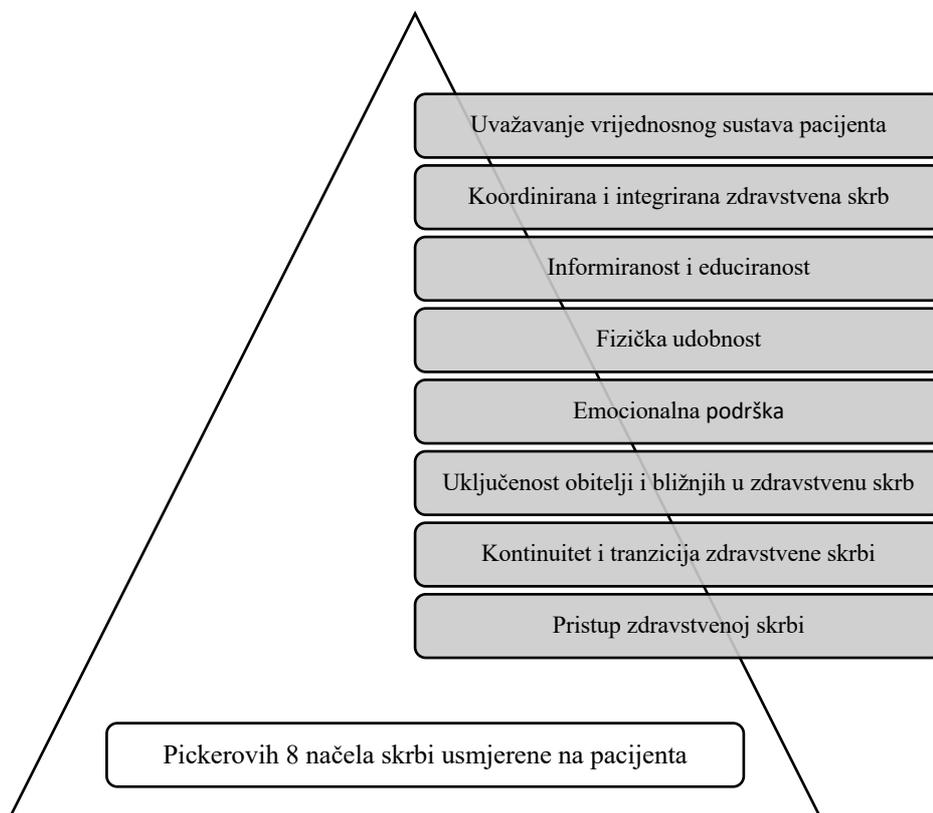 Uvažavanje vrijednosnog sustava pacijenta
Koordinirana i integrirana zdravstvena skrb
Informiranost i educiranost
Fizička udobnost
Emocionalna podrška
Uključenost obitelji i bližnjih u zdravstvenu skrb
Kontinuitet i tranzicija zdravstvene skrbi
Pristup zdravstvenoj skrbi
Pickerovih 8 načela skrbi usmjerene na pacijenta